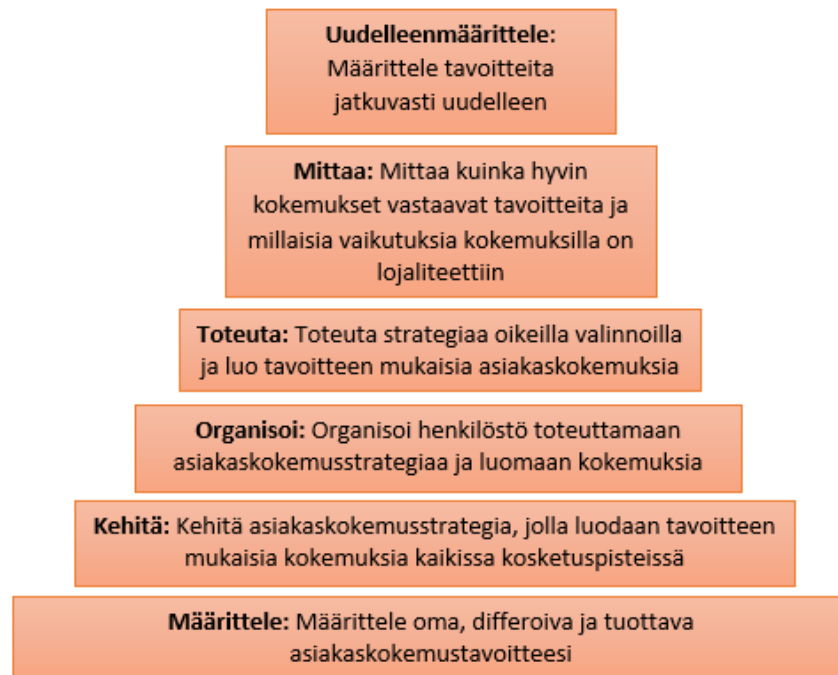 Uudelleenmäärittele:
Määrittele tavoitteita
jatkuvasti uudelleen
Mittaa: Mittaa kuinka hyvin
kokemukset vastaavat tavoitteita ja
millaisia vaikutuksia kokemuksilla on
lojaliteettiin
Toteuta: Toteuta strategiaa oikeilla valinnoilla
ja luo tavoitteen mukaisia asiakaskokemuksia
Organisoi: Organisoi henkilöstö toteuttamaan
asiakaskokemusstrategiaa ja luomaan kokemuksia
Kehitä: Kehitä asiakaskokemusstrategia, jolla luodaan tavoitteen
mukaisia kokemuksia kaikissa kosketuspisteissä
Määrittele: Määrittele oma, differoiva ja tuottava
asiakaskokemustavoitteesi